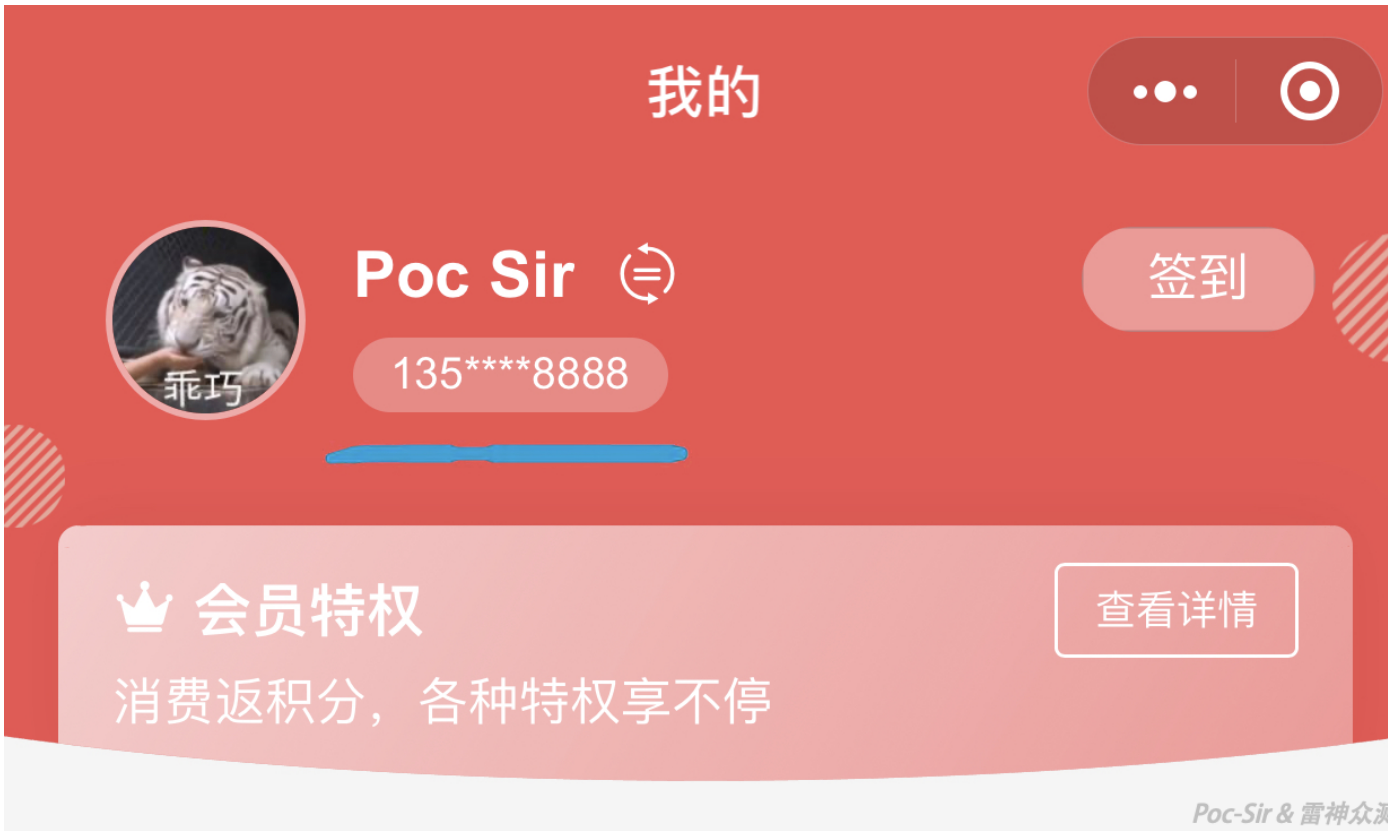 我的
Poc Sir
签到
乖巧
135****8888
会员特权
查看详情
消费返积分，各种特权享不停
Poc-Sir & 雷神众测